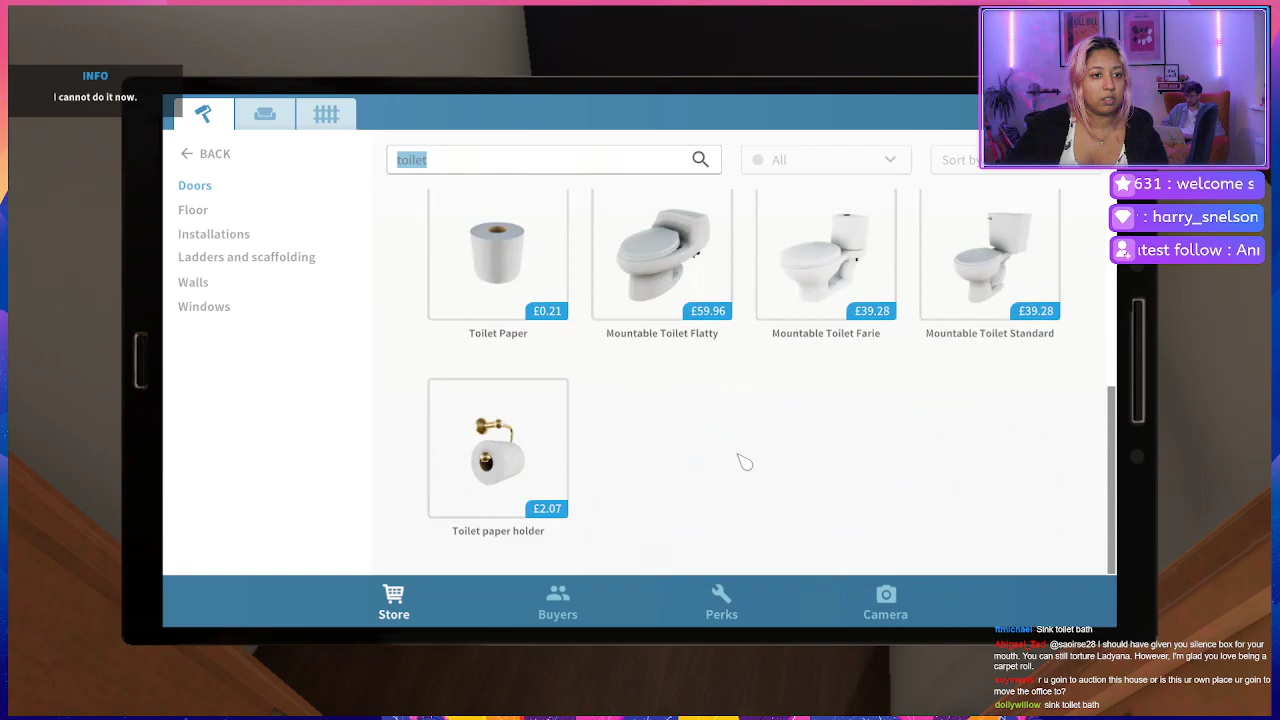 INFO
I cannot do it now.
BACK
toilet
All
Sort by
Doors
Floor
Installations
Ladders and scaffolding
Walls
Windows
£0.21
£59.96
£39.28
£39.28
Toilet Paper
Mountable Toilet Flatty
Mountable Toilet Farie
Mountable Toilet Standard
£2.07
Toilet paper holder
Store
Buyers
Perks
Camera
KILL BILL
631 : welcome s
: harry_snelson
itest follow : Ani
ftmichael Sink toilet bath
@saoirse28 I should have given you silence box for your
mouth. You can still torture Ladyana. However, I'm glad you love being a
carpet roll.
r u goin to auction this house or is this ur own place ur goin to
move the office to?
dollywillow sink toilet bath